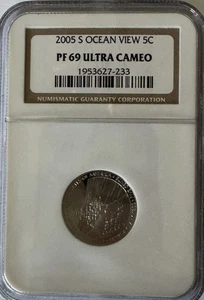 2005 S OCEAN VIEW 5C
PF 69 ULTRA CAMEO
1953627-233
NUMISMATIC GUARANTY CORPORATION